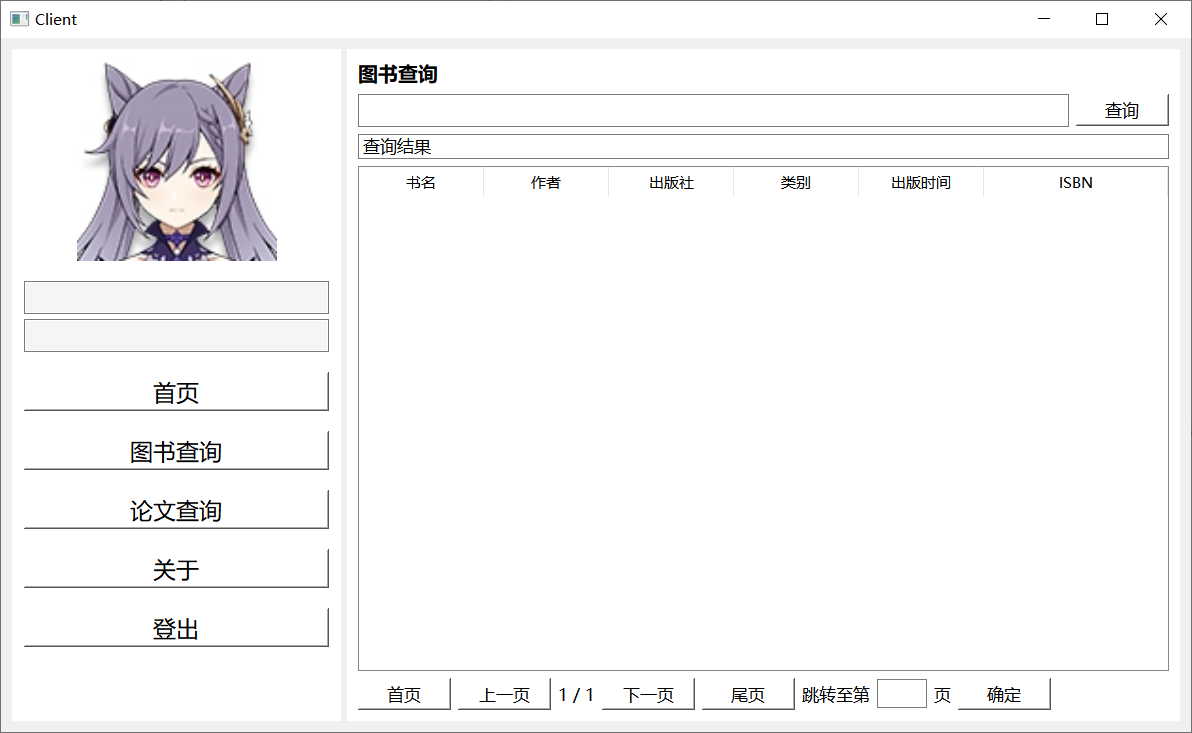 Client
首页
图书查询
论文查询
关于
登出
图书查询
查询
查询结果
书名 作者 出版社 类别 出版时间 ISBN
首页 上一页 1 / 1 下一页 尾页 跳转至第 页 确定